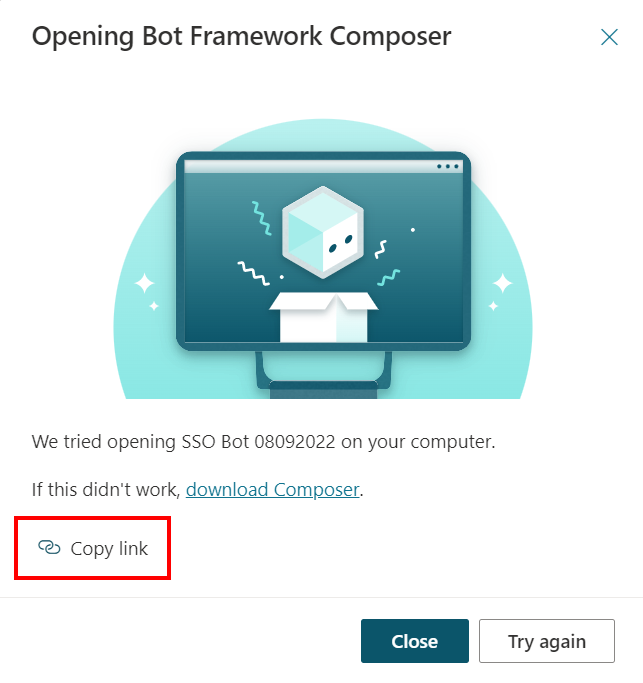 Opening Bot Framework Composer
We tried opening SSO Bot 08092022 on your computer.
If this didn't work, download Composer.
Copy link
Close
Try again